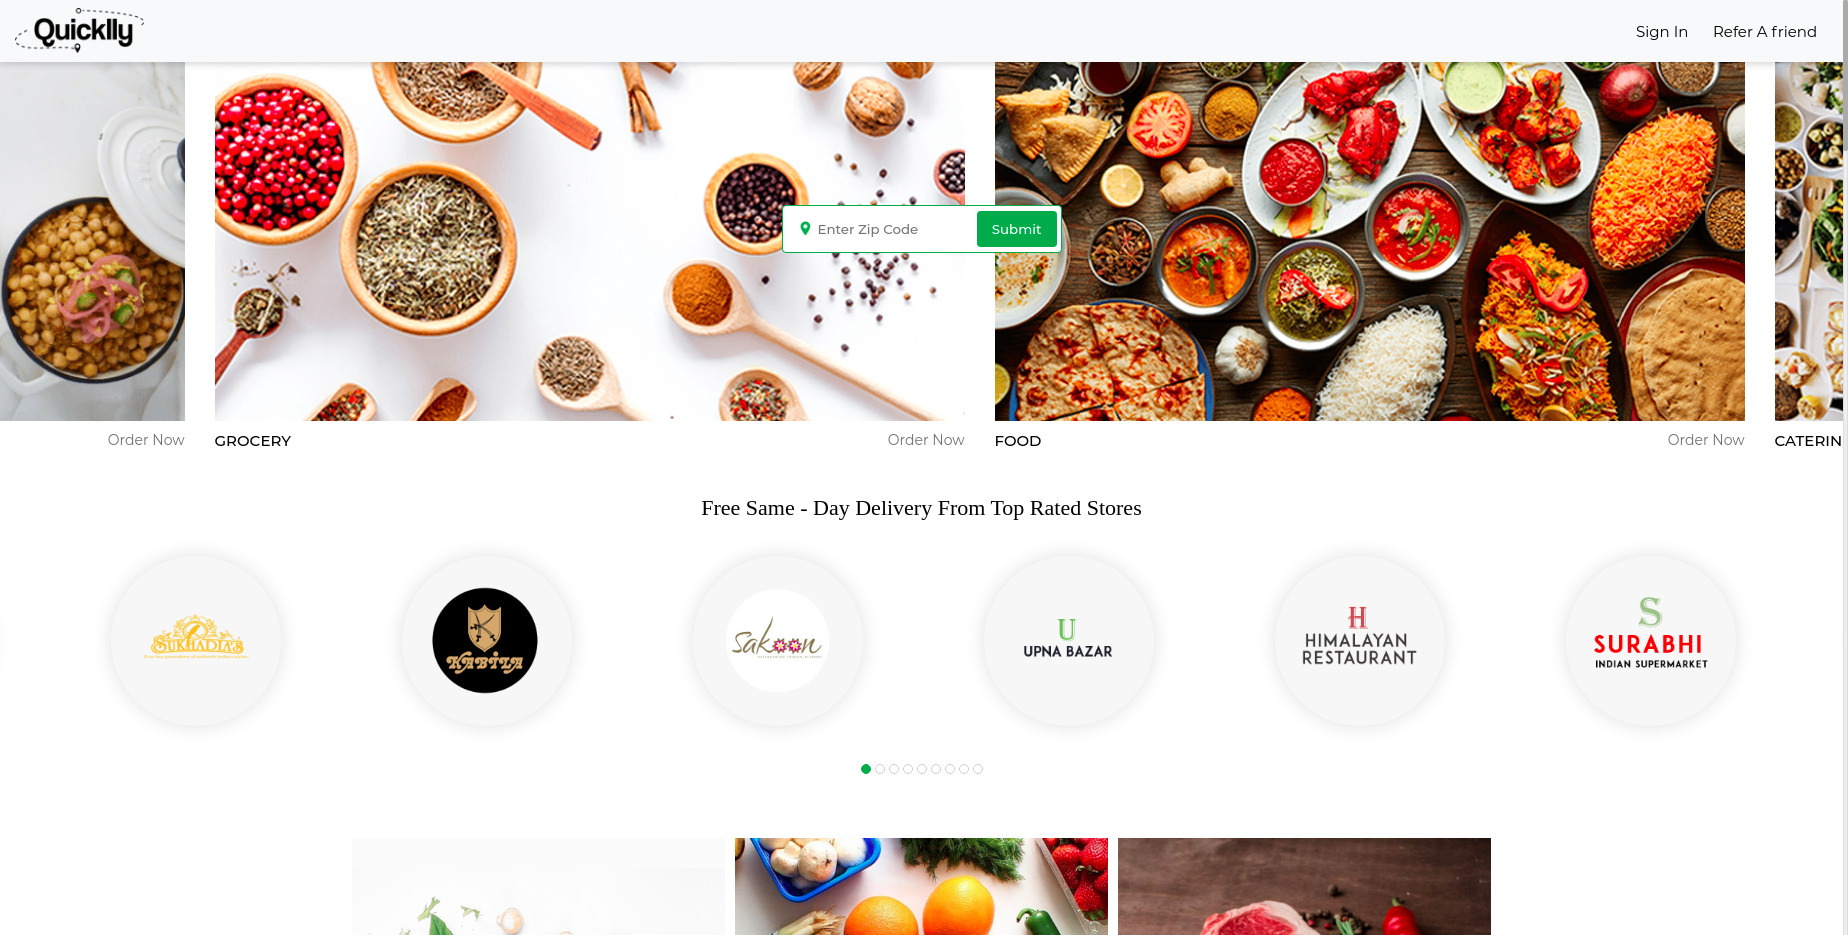 Quicklly
Sign In
Refer A friend
Enter Zip Code
Submit
Order Now
GROCERY
Order Now
FOOD
Order Now
CATERIN
Free Same - Day Delivery From Top Rated Stores
SUKHADIA'S
KABILA
Sakoon
U
UPNA BAZAR
H
HIMALAYAN
RESTAURANT
S
SURABHI
INDIAN SUPERMARKET